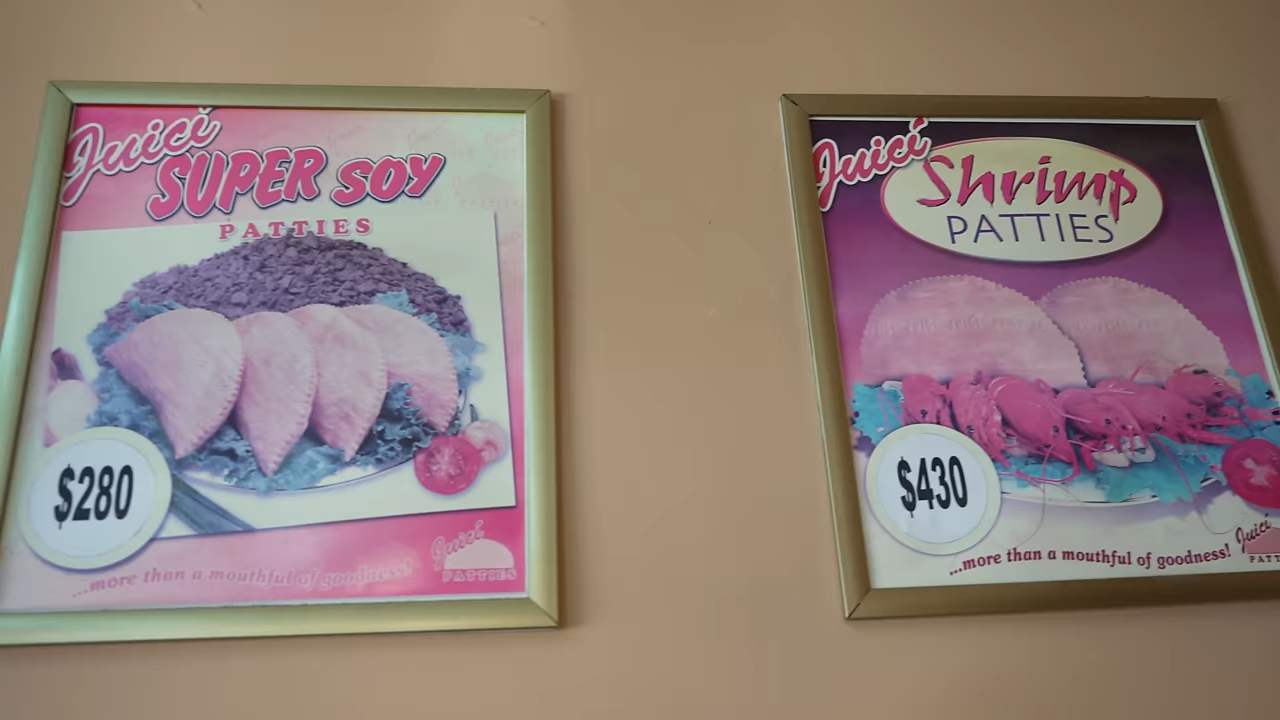 Juici
SUPER SOY
PATTIES
$280
...more than a mouthful of goodness!
Juici
PATTIES
Juici
Shrimp
PATTIES
$430
...more than a mouthful of goodness!
Juici
PATT